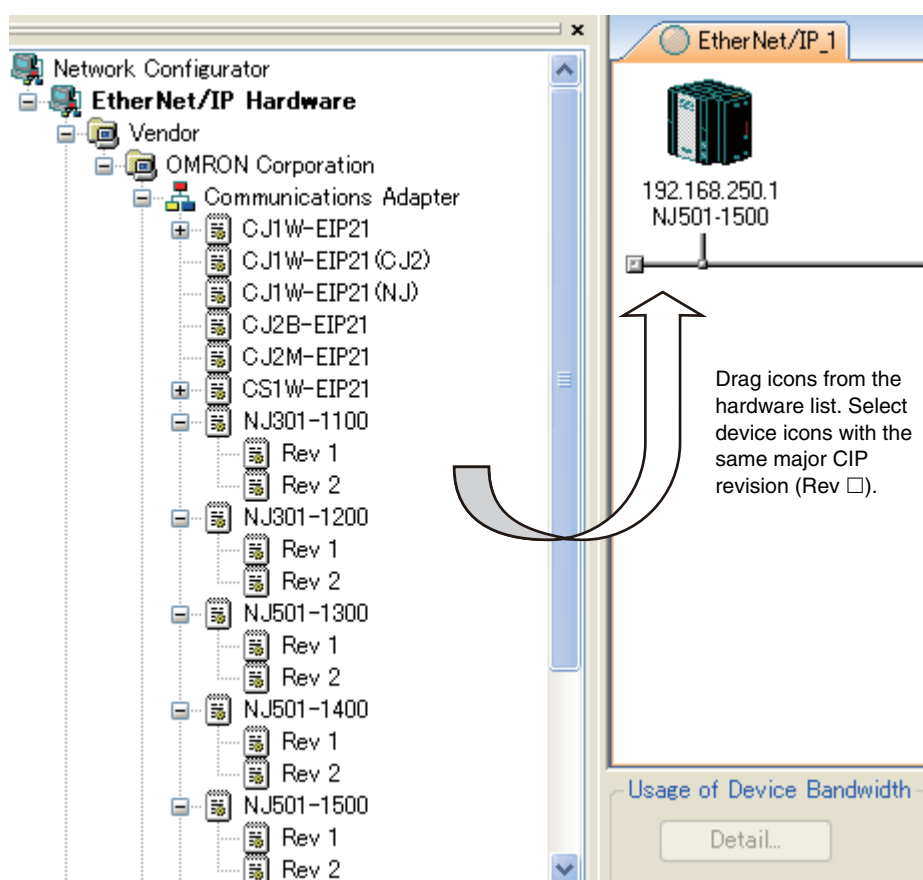 Network Configurator
EtherNet/IP Hardware
Vendor
OMRON Corporation
Communications Adapter
CJ1W-EIP21
CJ1W-EIP21(CJ2)
CJ1W-EIP21(NJ)
CJ2B-EIP21
CJ2M-EIP21
CS1W-EIP21
NJ301-1100
Rev 1
Rev 2
NJ301-1200
Rev 1
Rev 2
NJ501-1300
Rev 1
Rev 2
NJ501-1400
Rev 1
Rev 2
NJ501-1500
Rev 1
Rev 2
EtherNet/IP_1
192.168.250.1
NJ501-1500
Drag icons from the
hardware list. Select
device icons with the
same major CIP
revision (Rev □).
Usage of Device Bandwidth
Detail...